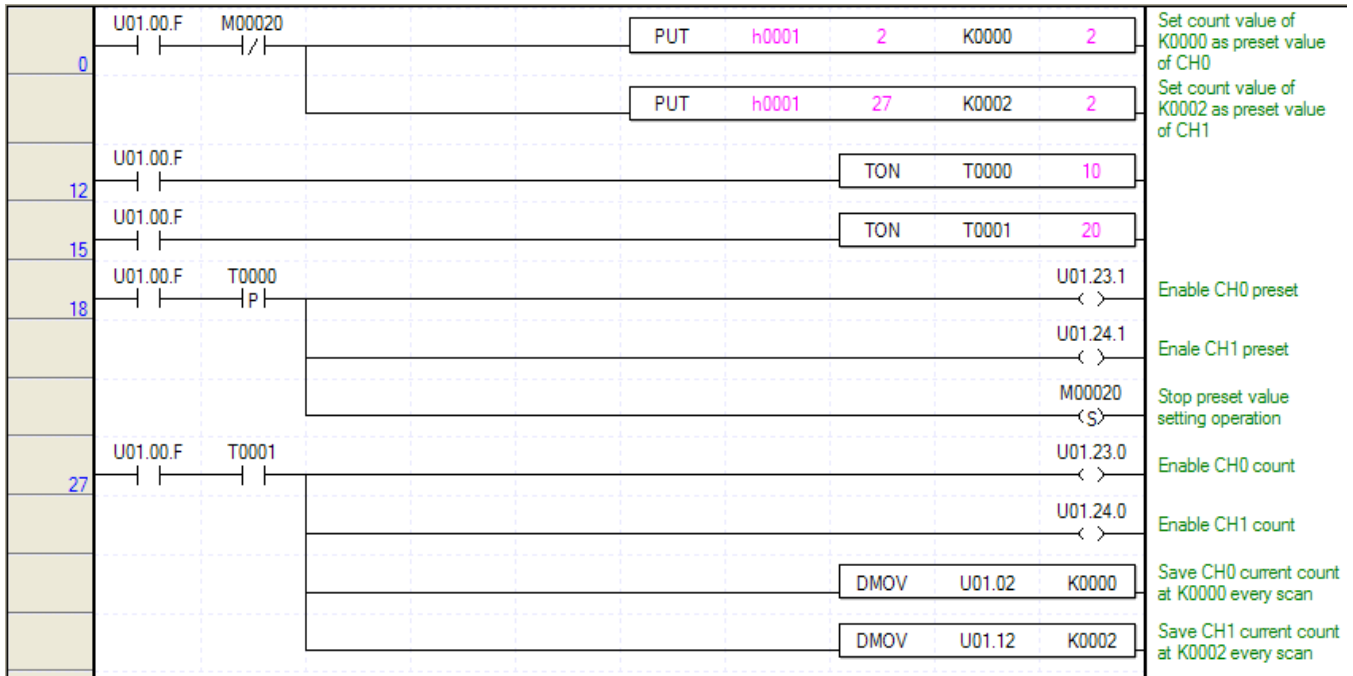 U01.00.F M00020
PUT h0001 2 K0000 2
Set count value of
K0000 as preset value
of CH0
0
PUT h0001 27 K0002 2
Set count value of
K0002 as preset value
of CH1
U01.00.F
TON T0000 10
12
U01.00.F
TON T0001 20
15
U01.00.F T0000 U01.23.1
P
Enable CH0 preset
18
U01.24.1
Enale CH1 preset
M00020
S
Stop preset value
setting operation
U01.00.F T0001 U01.23.0
Enable CH0 count
27
U01.24.0
Enable CH1 count
DMOV U01.02 K0000
Save CH0 current count
at K0000 every scan
DMOV U01.12 K0002
Save CH1 current count
at K0002 every scan